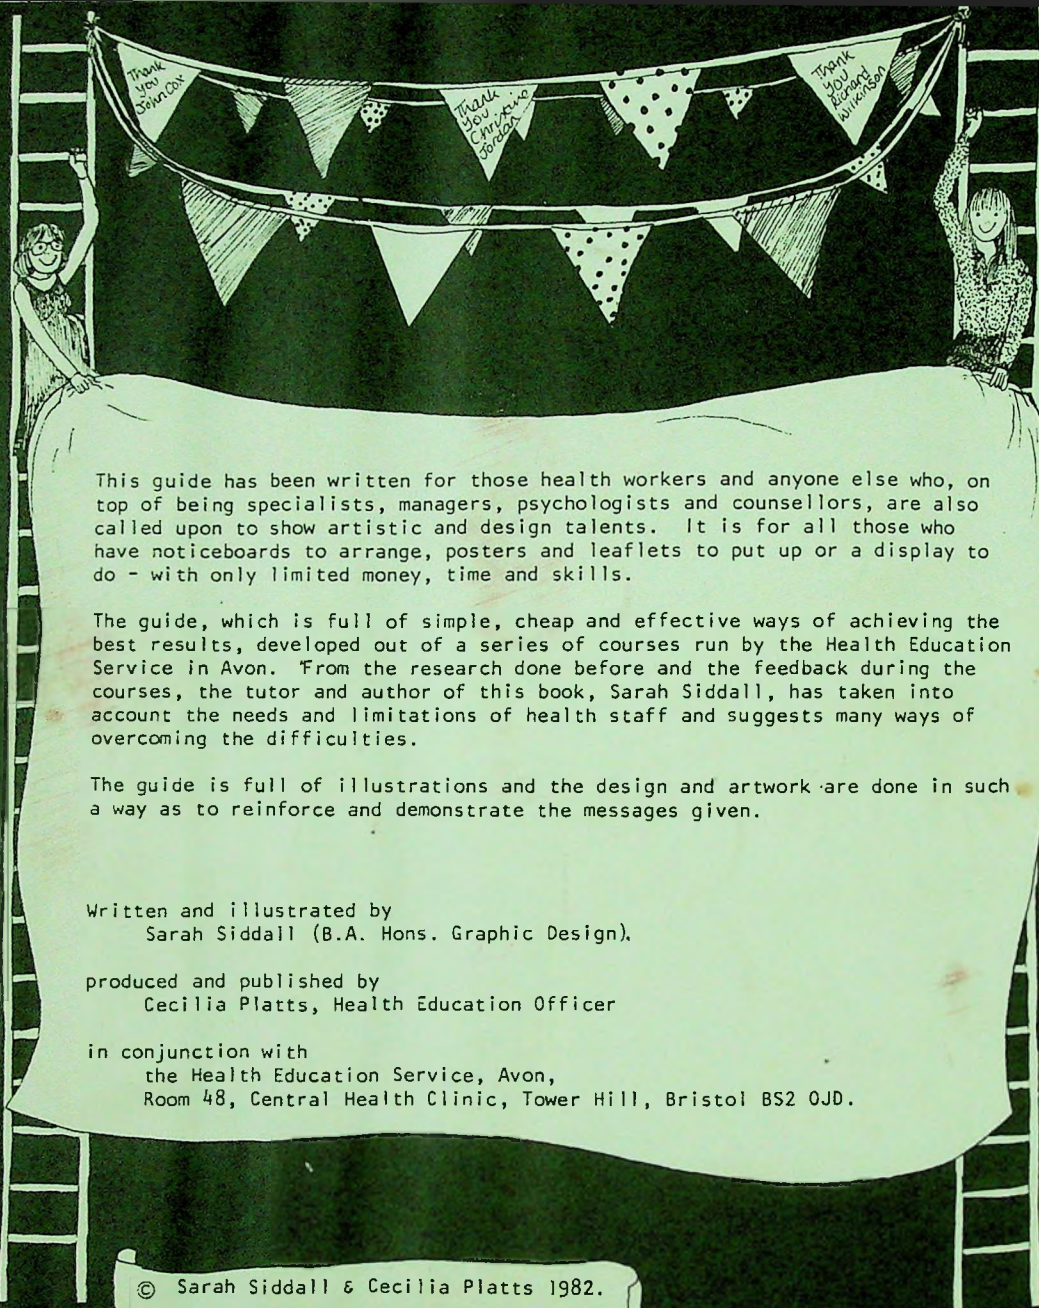 Thank
you
John Cox
Thank
You
Christine
Jordan
Thank
you
Richard
Wilkinson
This guide has been written for those health workers and anyone else who, on
top of being specialists, managers, psychologists and counsellors, are also
called upon to show artistic and design talents. It is for all those who
have noticeboards to arrange, posters and leaflets to put up or a display to
do - with only limited money, time and skills.
The guide, which is full of simple, cheap and effective ways of achieving the
best results, developed out of a series of courses run by the Health Education
Service in Avon. From the research done before and the feedback during the
courses, the tutor and author of this book, Sarah Siddall, has taken into
account the needs and limitations of health staff and suggests many ways of
overcoming the difficulties.
The guide is full of illustrations and the design and artwork are done in such
a way as to reinforce and demonstrate the messages given.
Written and illustrated by
Sarah Siddall (B.A. Hons. Graphic Design).
produced and published by
Cecilia Platts, Health Education Officer
in conjunction with
the Health Education Service, Avon,
Room 48, Central Health Clinic, Tower Hill, Bristol BS2 0JD.
© Sarah Siddall & Cecilia Platts 1982.